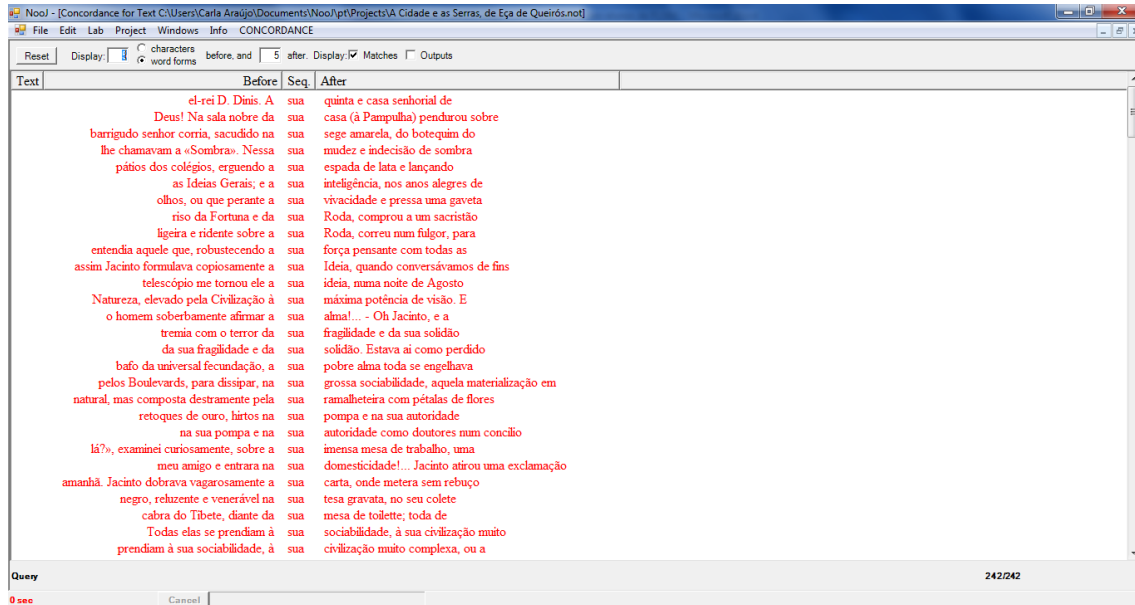 NooJ - [Concordance for Text C:\Users\Carla Araújo\Documents\NooJ\pt\Projects\A Cidade e as Serras, de Eça de Queirós.not]
File Edit Lab Project Windows Info CONCORDANCE
Reset Display: characters word forms before, and 5 after. Display: Matches Outputs
Text Before Seq. After
el-rei D. Dinis. A sua quinta e casa senhorial de
Deus! Na sala nobre da sua casa (à Pampulha) pendurou sobre
barrigudo senhor corria, sacudido na sua sege amarela, do botequim do
lhe chamavam a «Sombra». Nessa sua mudez e indecisão de sombra
pátios dos colégios, erguendo a sua espada de lata e lançando
as Ideias Gerais; e a sua inteligência, nos anos alegres de
olhos, ou que perante a sua vivacidade e pressa uma gaveta
riso da Fortuna e da sua Roda, comprou a um sacristão
ligeira e ridente sobre a sua Roda, correu num fulgor, para
entendia aquele que, robustecendo a sua força pensante com todas as
assim Jacinto formulava copiosamente a sua Ideia, quando conversávamos de fins
telescópio me tornou ele a sua ideia, numa noite de Agosto
Natureza, elevado pela Civilização à sua máxima potência de visão. E
o homem soberbamente afirmar a sua alma!... - Oh Jacinto, e a
tremia com o terror da sua fragilidade e da sua solidão
da sua fragilidade e da sua solidão. Estava ai como perdido
bafo da universal fecundação, a sua pobre alma toda se engelhava
pelos Boulevards, para dissipar, na sua grossa sociabilidade, aquela materialização em
natural, mas composta destramente pela sua ramalheteira com pétalas de flores
retoques de ouro, hirtos na sua pompa e na sua autoridade
na sua pompa e na sua autoridade como doutores num concílio
lá?», examinei curiosamente, sobre a sua imensa mesa de trabalho, uma
meu amigo e entrara na sua domesticidade!... Jacinto atirou uma exclamação
amanhã. Jacinto dobrava vagarosamente a sua carta, onde metera sem rebuço
negro, reluzente e venerável na sua tesa gravata, no seu colete
cabra do Tibete, diante da sua mesa de toilette; toda de
Todas elas se prendiam à sua sociabilidade, à sua civilização muito
prendiam à sua sociabilidade, à sua civilização muito complexa, ou a
Query 242/242
0 sec Cancel